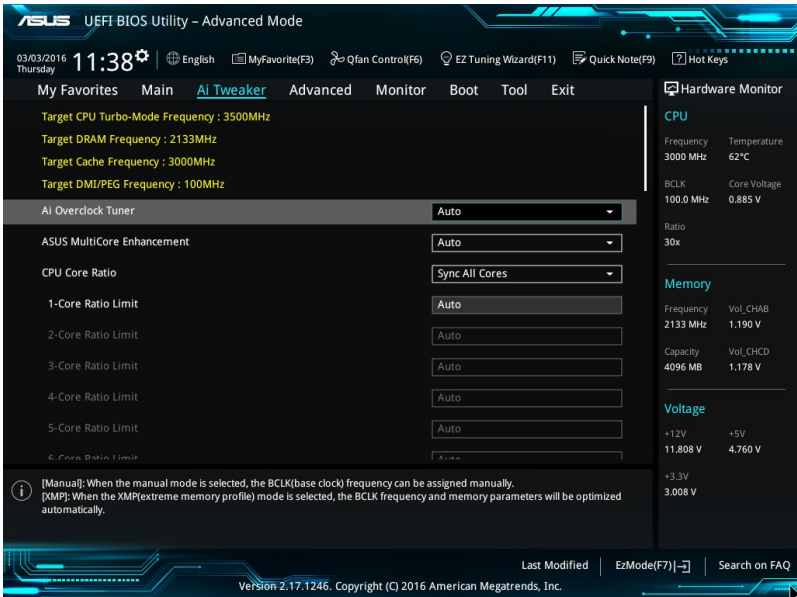 ASUS UEFI BIOS Utility – Advanced Mode
03/03/2016 Thursday 11:38 English MyFavorite(F3) Qfan Control(F6) EZ Tuning Wizard(F11) Quick Note(F9) ? Hot Keys
My Favorites Main Ai Tweaker Advanced Monitor Boot Tool Exit
Target CPU Turbo-Mode Frequency : 3500MHz
Target DRAM Frequency : 2133MHz
Target Cache Frequency : 3000MHz
Target DMI/PEG Frequency : 100MHz
Ai Overclock Tuner Auto
ASUS MultiCore Enhancement Auto
CPU Core Ratio Sync All Cores
1-Core Ratio Limit Auto
2-Core Ratio Limit Auto
3-Core Ratio Limit Auto
4-Core Ratio Limit Auto
5-Core Ratio Limit Auto
6-Core Ratio Limit Auto
Hardware Monitor
CPU
Frequency Temperature
3000 MHz 62°C
BCLK Core Voltage
100.0 MHz 0.885 V
Ratio
30x
Memory
Frequency Vol_CHAB
2133 MHz 1.190 V
Capacity Vol_CHCD
4096 MB 1.178 V
Voltage
+12V +5V
11.808 V 4.760 V
+3.3V
3.008 V
[Manual]: When the manual mode is selected, the BCLK(base clock) frequency can be assigned manually.
[XMP]: When the XMP(extreme memory profile) mode is selected, the BCLK frequency and memory parameters will be optimized
automatically.
Last Modified EzMode(F7) Search on FAQ
Version 2.17.1246. Copyright (C) 2016 American Megatrends, Inc.